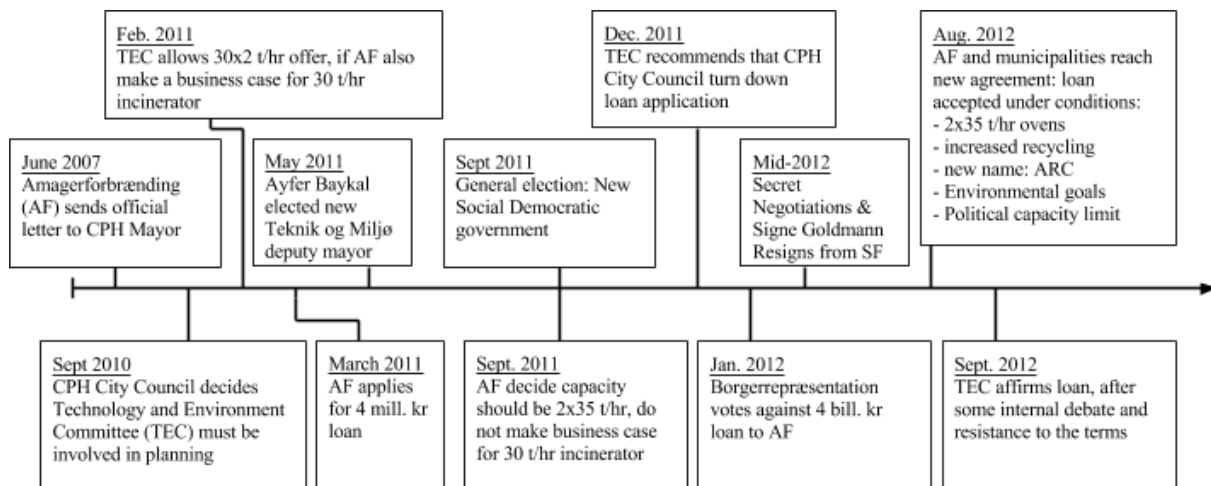 Feb. 2011
TEC allows 30x2 t/hr offer, if AF also
make a business case for 30 t/hr
incinerator
Dec. 2011
TEC recommends that CPH
City Council turn down
loan application
Aug. 2012
AF and municipalities reach
new agreement: loan
accepted under conditions:
- 2x35 t/hr ovens
- increased recycling
- new name: ARC
- Environmental goals
- Political capacity limit
June 2007
Amagerforbrænding
(AF) sends official
letter to CPH Mayor
May 2011
Ayfer Baykal
elected new
Teknik og Miljø
deputy mayor
Sept 2011
General election: New
Social Democratic
government
Mid-2012
Secret
Negotiations &
Signe Goldmann
Resigns from SF
Sept 2010
CPH City Council decides
Technology and Environment
Committee (TEC) must be
involved in planning
March 2011
AF applies
for 4 mill. kr
loan
Sept. 2011
AF decide capacity
should be 2x35 t/hr, do
not make business case
for 30 t/hr incinerator
Jan. 2012
Borgerrepræsentation
votes against 4 bill. kr
loan to AF
Sept. 2012
TEC affirms loan, after
some internal debate and
resistance to the terms